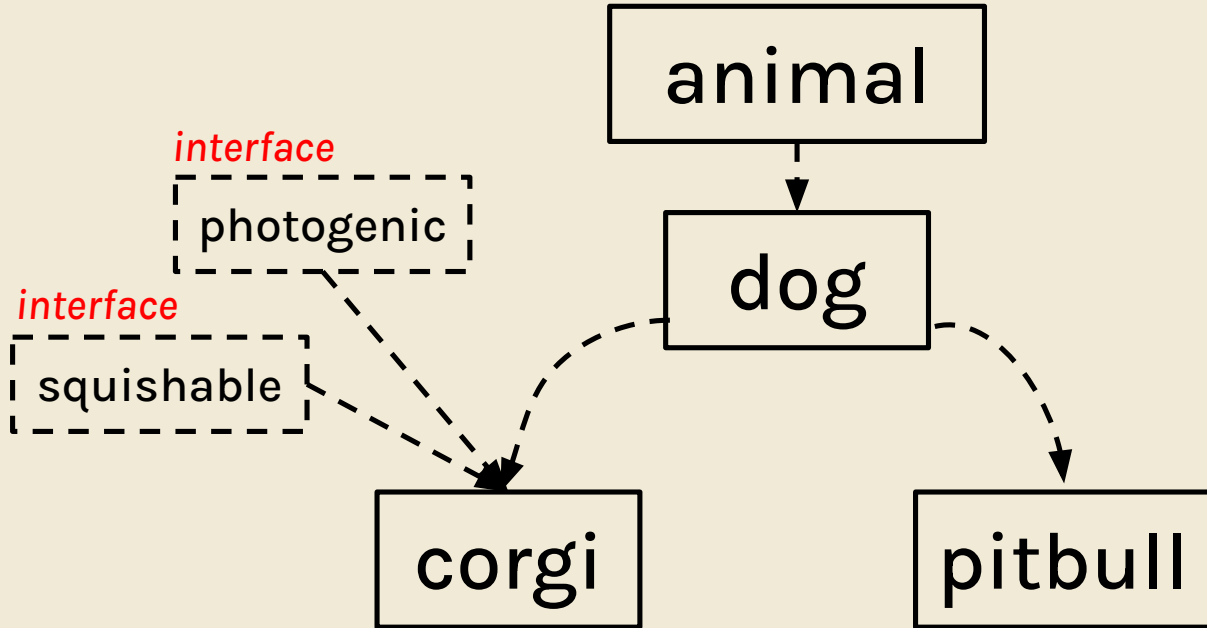 animal
interface
photogenic
dog
interface
squishable
corgi
pitbull